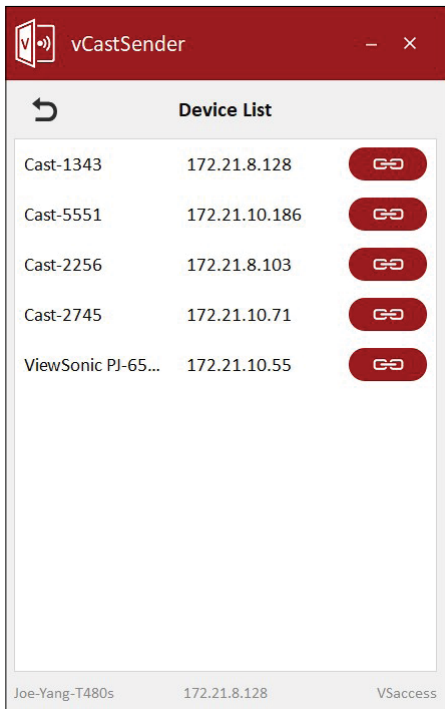 V vCastSender
Device List
Cast-1343 172.21.8.128
Cast-5551 172.21.10.186
Cast-2256 172.21.8.103
Cast-2745 172.21.10.71
ViewSonic PJ-65... 172.21.10.55
Joe-Yang-T480s 172.21.8.128 VSaccess